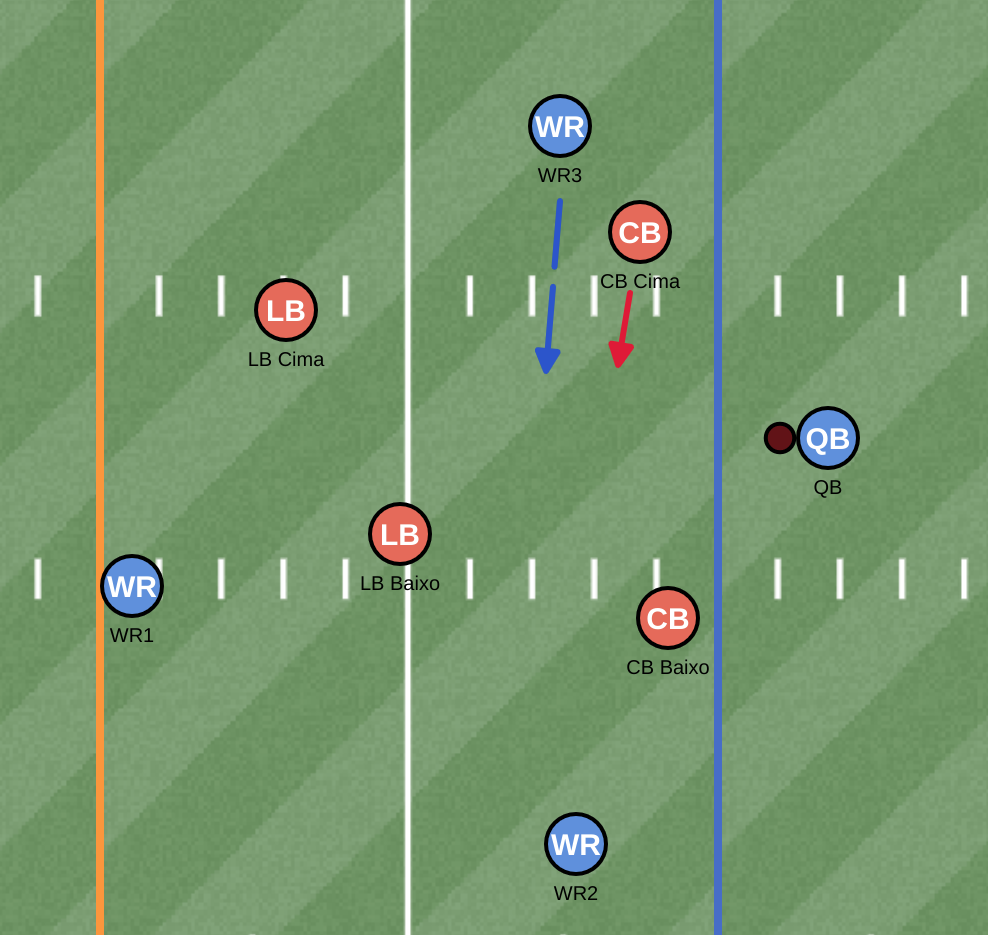 WR
WR3
CB
CB Cima
LB
LB Cima
QB
QB
LB
LB Baixo
WR
WR1
CB
CB Baixo
WR
WR2